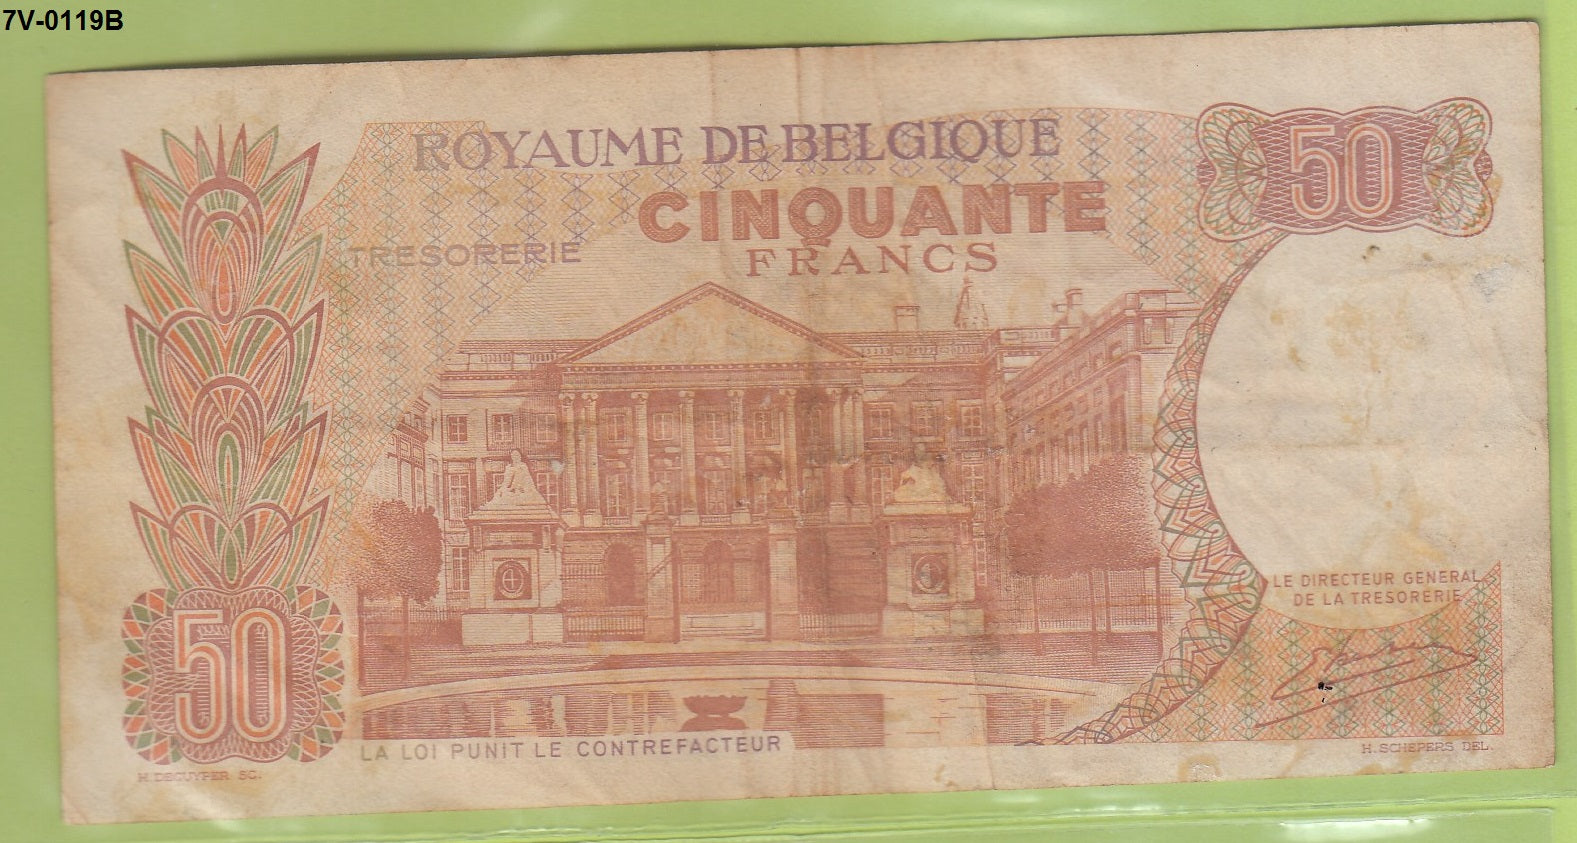 7V-0119B
ROYAUME DE BELGIQUE
50
CINQUANTE
TRESORERIE
FRANCS
LE DIRECTEUR GENERAL
DE LA TRESORERIE
50
LA LOI PUNIT LE CONTREFACTEUR
H. DECUYPER SC.
H. SCHEPERS DEL.